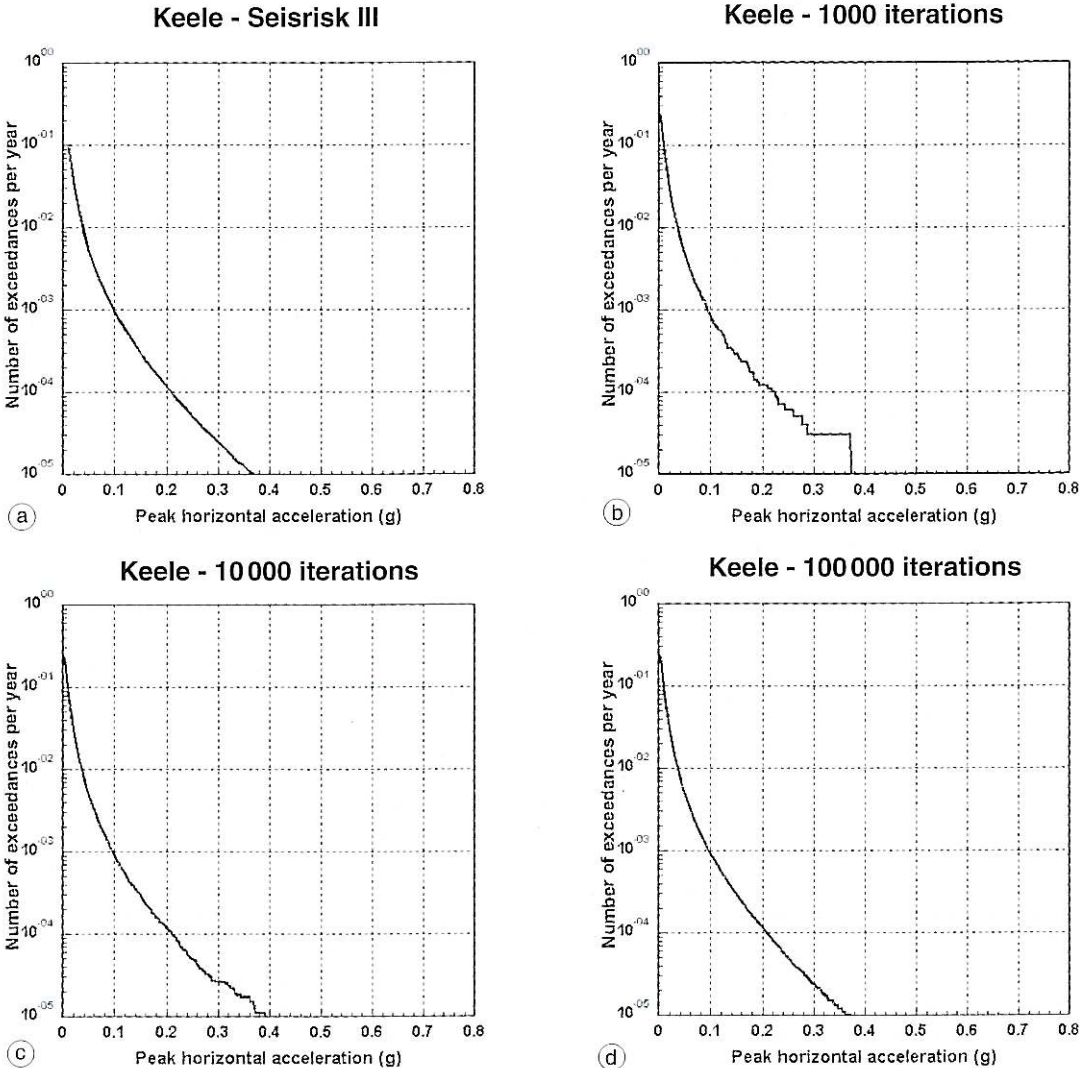 Keele - Seisrisk III
Number of exceedances per year
10^00
10^-01
10^-02
10^-03
10^-04
10^-05
0 0.1 0.2 0.3 0.4 0.5 0.6 0.7 0.8
Peak horizontal acceleration (g)
a
Keele - 1000 iterations
Number of exceedances per year
10^00
10^-01
10^-02
10^-03
10^-04
10^-05
0 0.1 0.2 0.3 0.4 0.5 0.6 0.7 0.8
Peak horizontal acceleration (g)
b
Keele - 10 000 iterations
Number of exceedances per year
10^00
10^-01
10^-02
10^-03
10^-04
10^-05
0 0.1 0.2 0.3 0.4 0.5 0.6 0.7 0.8
Peak horizontal acceleration (g)
c
Keele - 100 000 iterations
Number of exceedances per year
10^00
10^-01
10^-02
10^-03
10^-04
10^-05
0 0.1 0.2 0.3 0.4 0.5 0.6 0.7 0.8
Peak horizontal acceleration (g)
d